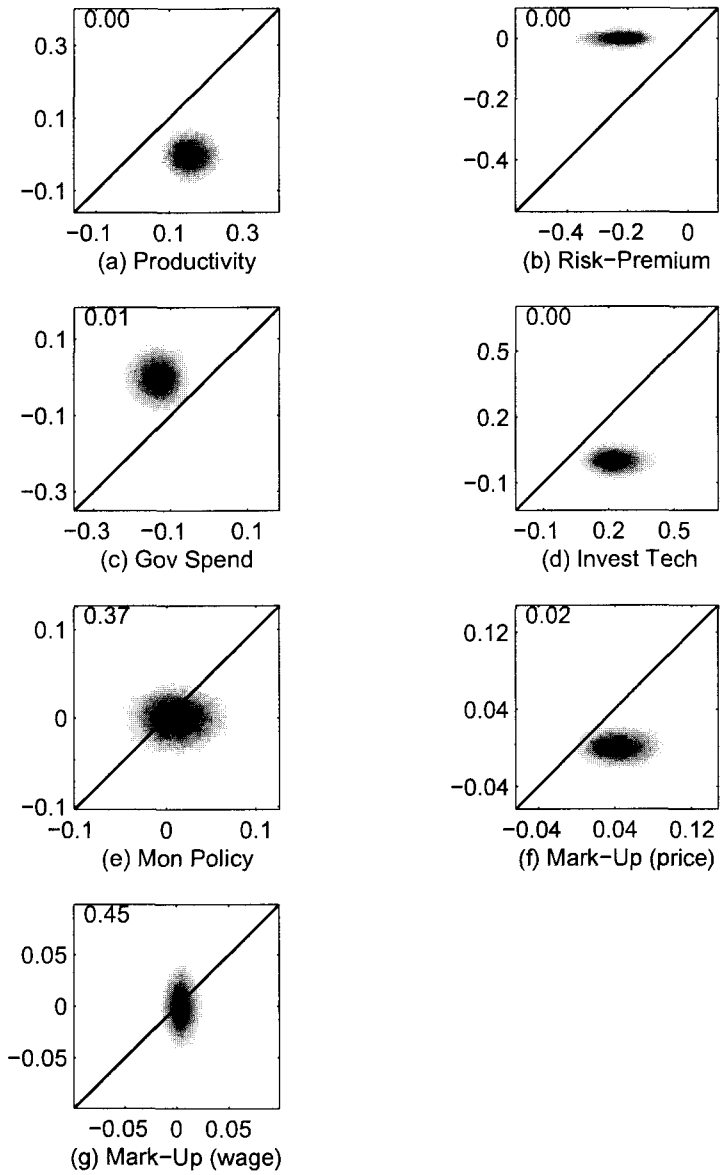 0.00
0.3
0.1
−0.1
−0.1 0.1 0.3
(a) Productivity
0.00
0
−0.2
−0.4
−0.4 −0.2 0
(b) Risk−Premium
0.01
0.1
−0.1
−0.3
−0.3 −0.1 0.1
(c) Gov Spend
0.00
0.5
0.2
−0.1
−0.1 0.2 0.5
(d) Invest Tech
0.37
0.1
0
−0.1
−0.1 0 0.1
(e) Mon Policy
0.02
0.12
0.04
−0.04
−0.04 0.04 0.12
(f) Mark−Up (price)
0.45
0.05
0
−0.05
−0.05 0 0.05
(g) Mark−Up (wage)